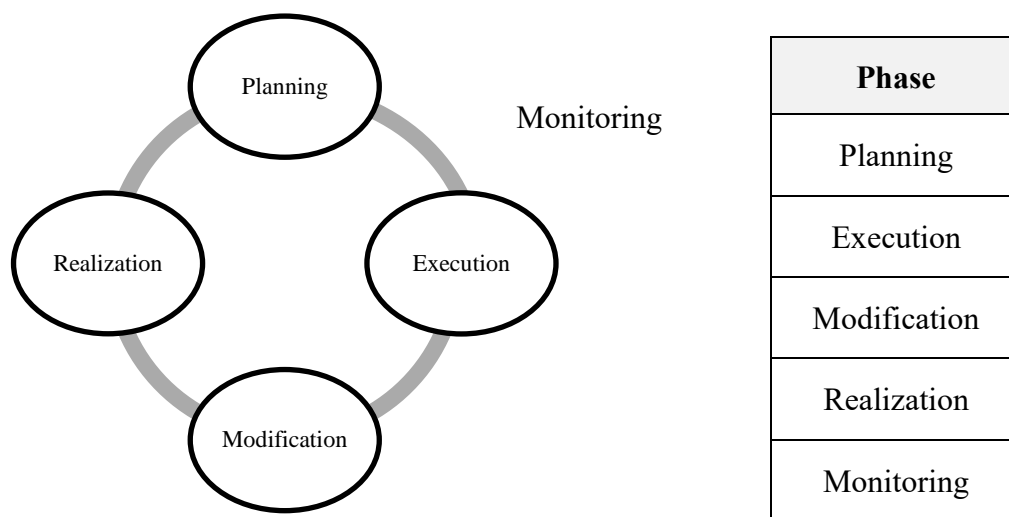 Planning
Monitoring
Realization
Execution
Modification
Phase
Planning
Execution
Modification
Realization
Monitoring